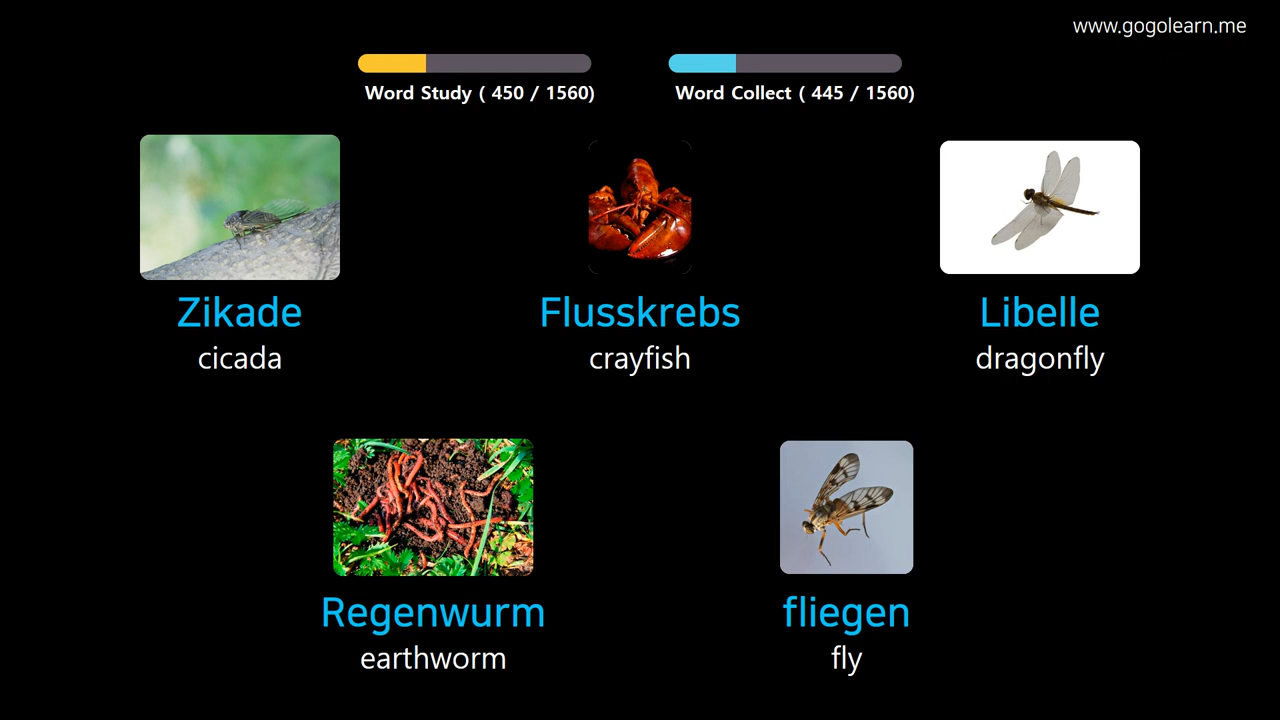 www.gogolearn.me
Word Study ( 450 / 1560)
Word Collect ( 445 / 1560)
Zikade
cicada
Flusskrebs
crayfish
Libelle
dragonfly
Regenwurm
earthworm
fliegen
fly